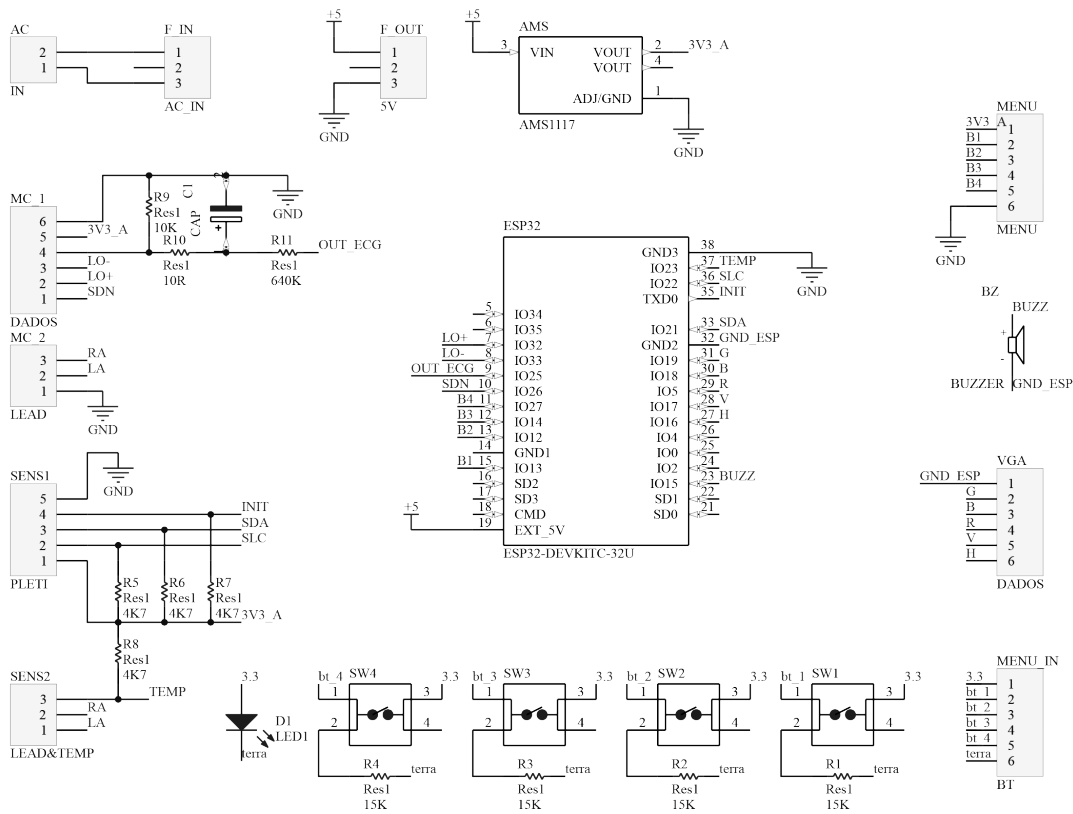 AC
2
1
IN
F_IN
1
2
3
AC_IN
+5
F_OUT
1
2
3
5V
GND
+5
AMS
3
VIN
VOUT
2
3V3_A
VOUT
4
ADJ/GND
1
AMS1117
GND
MENU
3V3_A
1
B1
2
B2
3
B3
4
B4
5
6
MENU
GND
MC_1
6
3V3_A
5
4
LO-
3
LO+
2
SDN
1
DADOS
R9
Res1
10K
C1
2
CAP
+
1
GND
R10
Res1
10R
R11
Res1
640K
OUT_ECG
MC_2
3
RA
2
LA
1
LEAD
GND
ESP32
GND3
38
IO23
37
TEMP
IO22
36
SLC
TXD0
35
INIT
GND
5
IO34
6
IO35
IO21
33
SDA
LO+
7
IO32
GND2
32
GND_ESP
LO-
8
IO33
IO19
31
G
OUT_ECG
9
IO25
IO18
30
B
SDN
10
IO26
IO5
29
R
B4
11
IO27
IO17
28
V
B3
12
IO14
IO16
27
H
B2
13
IO12
IO4
26
14
GND1
IO0
25
B1
15
IO13
IO2
24
16
SD2
IO15
23
BUZZ
17
SD3
SD1
22
18
CMD
SD0
21
+5
19
EXT_5V
ESP32-DEVKITC-32U
BZ
BUZZ
+
-
BUZZER
GND_ESP
SENS1
5
GND
4
INIT
3
SDA
2
SLC
1
PLETI
R5
Res1
4K7
R6
Res1
4K7
R7
Res1
4K7
3V3_A
R8
Res1
4K7
VGA
GND_ESP
1
G
2
B
3
R
4
V
5
H
6
DADOS
SENS2
3
TEMP
2
RA
1
LA
LEAD&TEMP
3.3
D1
LED1
terra
bt_4
SW4
3.3
1
3
2
4
R4
terra
Res1
15K
bt_3
SW3
3.3
1
3
2
4
R3
terra
Res1
15K
bt_2
SW2
3.3
1
3
2
4
R2
terra
Res1
15K
bt_1
SW1
3.3
1
3
2
4
R1
terra
Res1
15K
MENU_IN
3.3
1
bt_1
2
bt_2
3
bt_3
4
bt_4
5
terra
6
BT